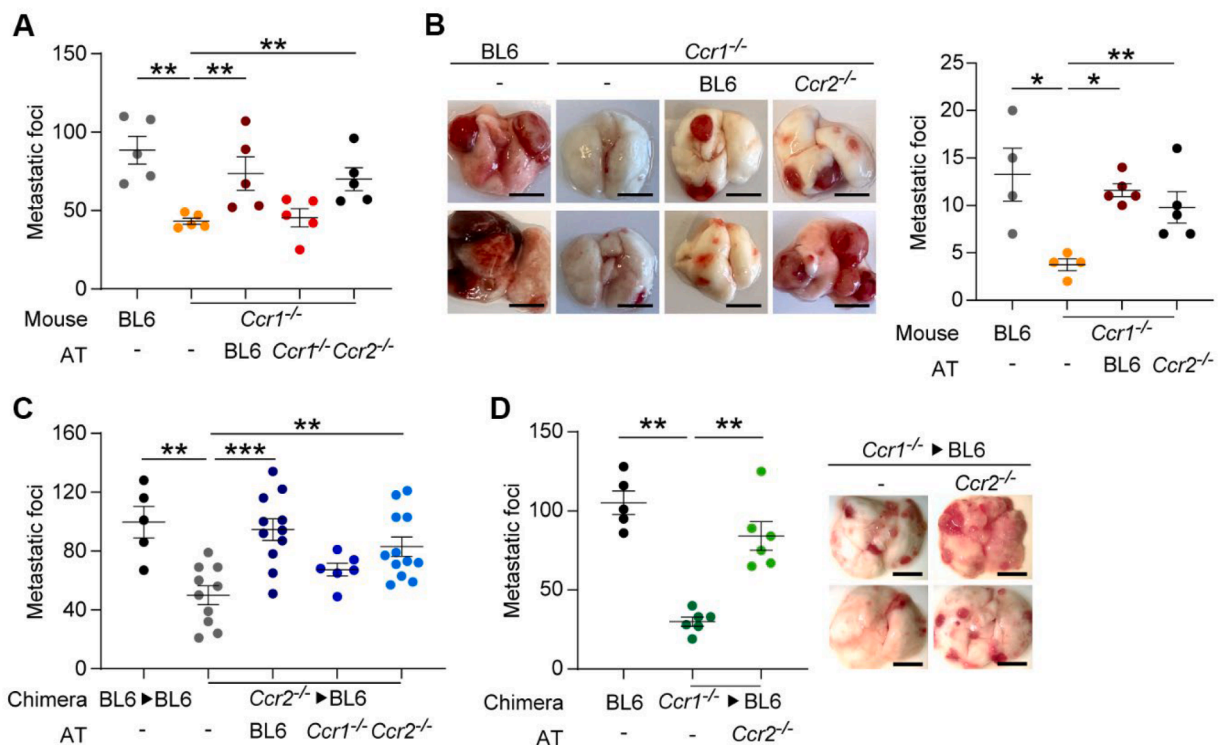 A
**
** **
150
100
50
0
Metastatic foci
Mouse BL6 Ccr1-/-
AT - - BL6 Ccr1-/- Ccr2-/-
B
BL6 Ccr1-/-
- - BL6 Ccr2-/-
**
* *
25
20
15
10
5
0
Metastatic foci
Mouse BL6 Ccr1-/-
AT - - BL6 Ccr2-/-
C
**
** ***
160
120
80
40
0
Metastatic foci
Chimera BL6 ▶BL6 Ccr2-/- ▶BL6
AT - - BL6 Ccr1-/- Ccr2-/-
D
** **
150
100
50
0
Metastatic foci
Chimera BL6 Ccr1-/- ▶ BL6
AT - - Ccr2-/-
Ccr1-/- ▶ BL6
- Ccr2-/-